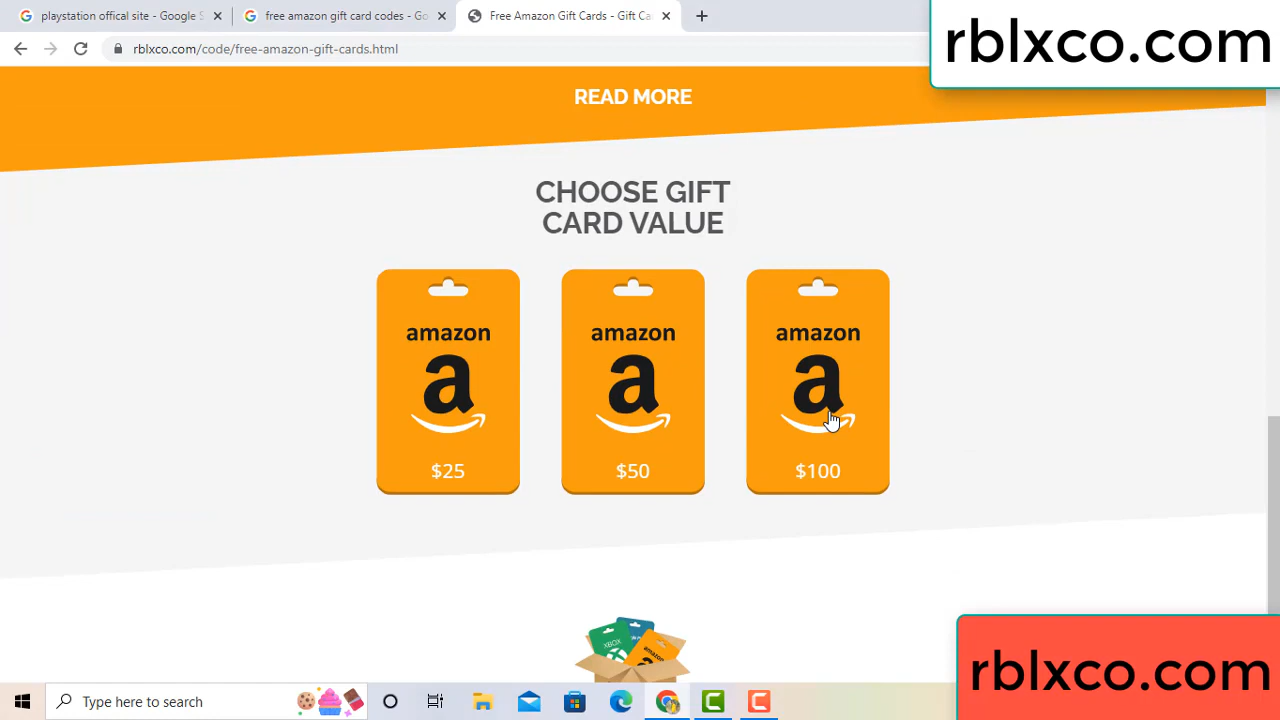 playstation offical site - Google S
free amazon gift card codes - Go
Free Amazon Gift Cards - Gift Ca
rblxco.com/code/free-amazon-gift-cards.html
rblxco.com
READ MORE
CHOOSE GIFT
CARD VALUE
amazon
a
$25
amazon
a
$50
amazon
a
$100
XBOX
amazon
rblxco.com
Type here to search